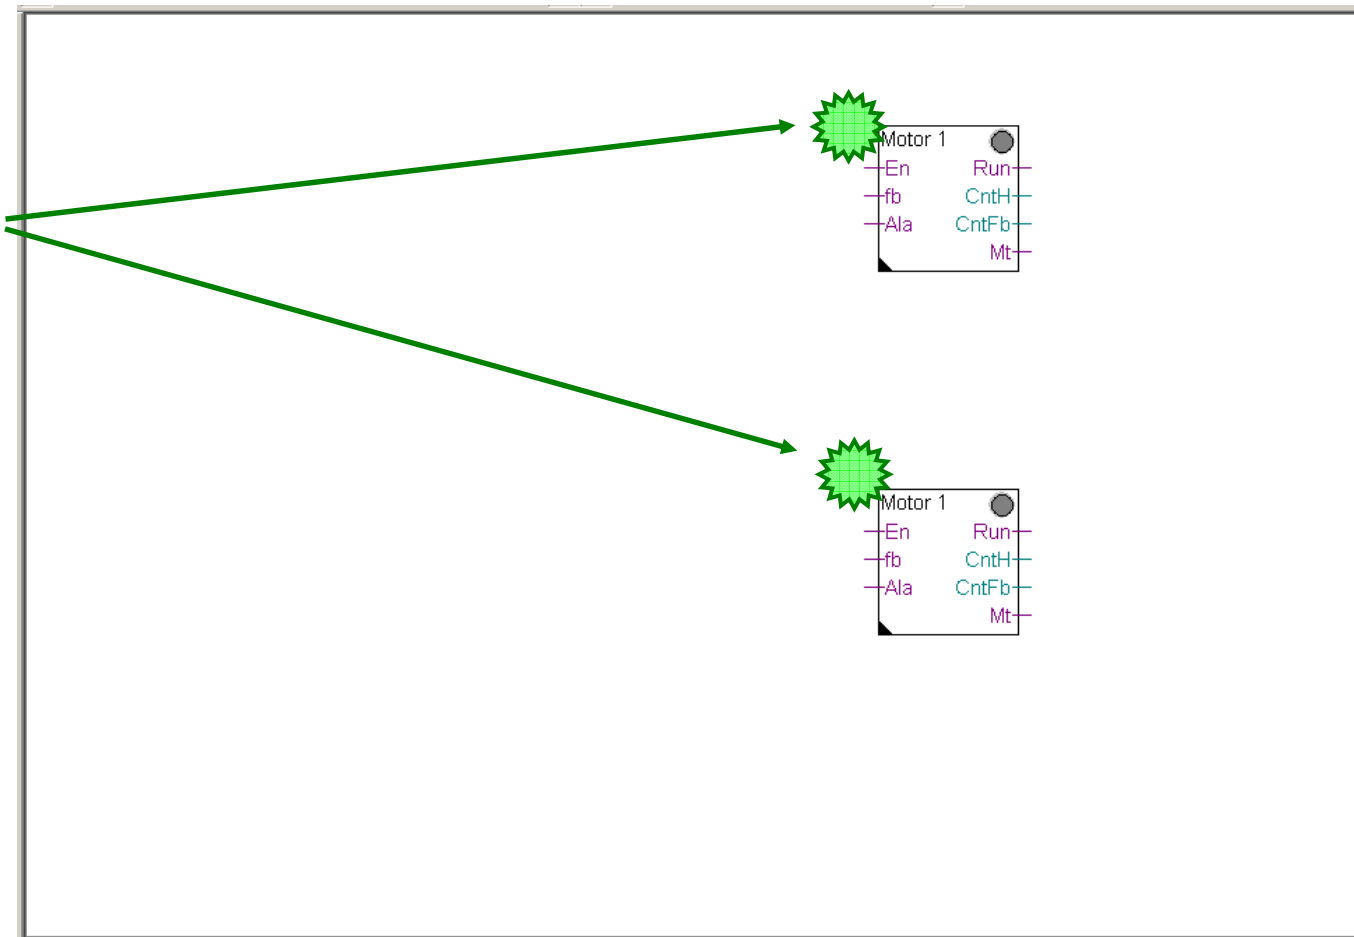 Motor 1
En Run
fb CntH
Ala CntFb
Mt
Motor 1
En Run
fb CntH
Ala CntFb
Mt